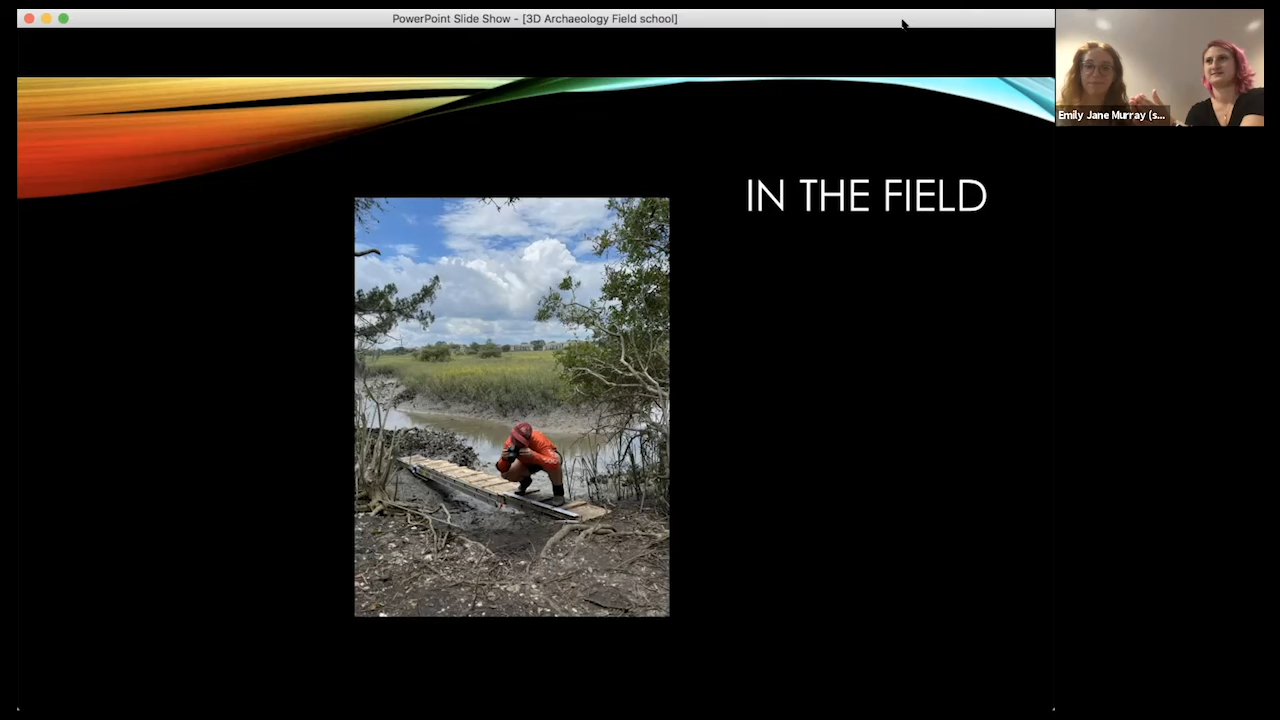 PowerPoint Slide Show - [3D Archaeology Field school]
Emily Jane Murray (s...
IN THE FIELD